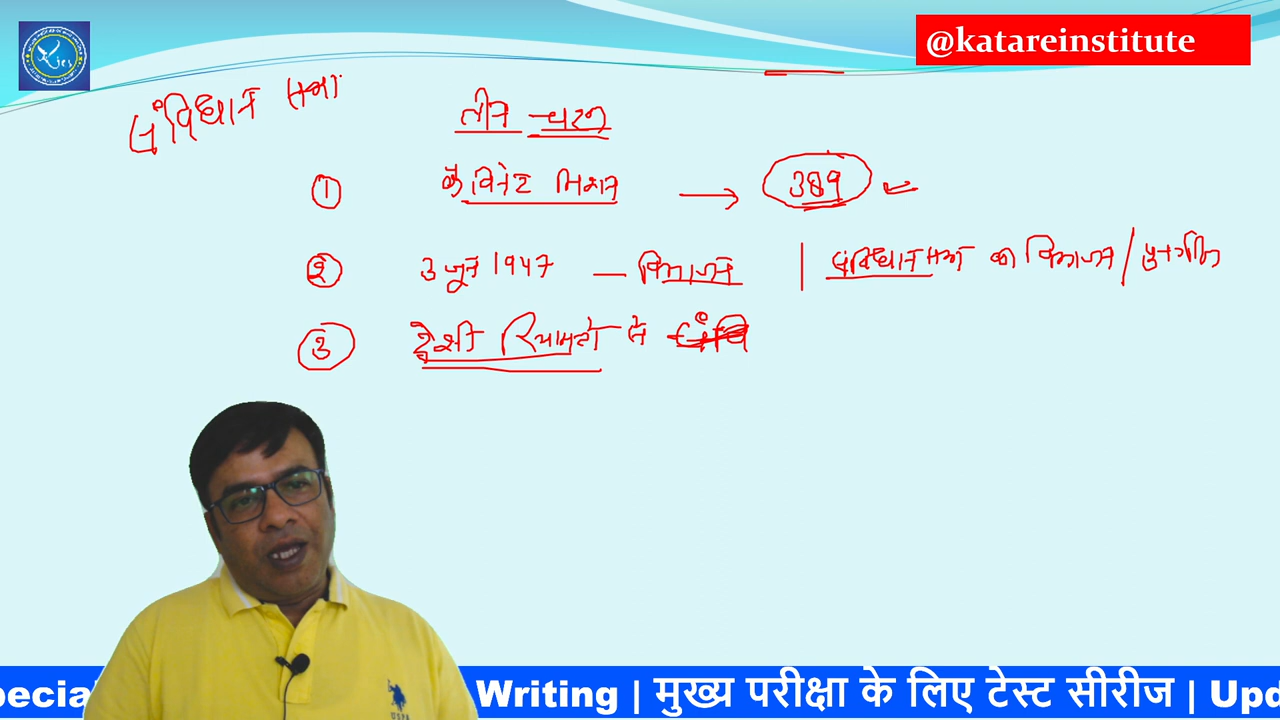 @katareinstitute
संविधान सभा
तीन चरण
① कैबिनेट मिशन → 389
② 3 जून 1947 — विभाजन | संविधान सभा का विभाजन / पुनर्गठन
③ देशी रियासतों से
Writing | मुख्य परीक्षा के लिए टेस्ट सीरीज | Upd
USPA